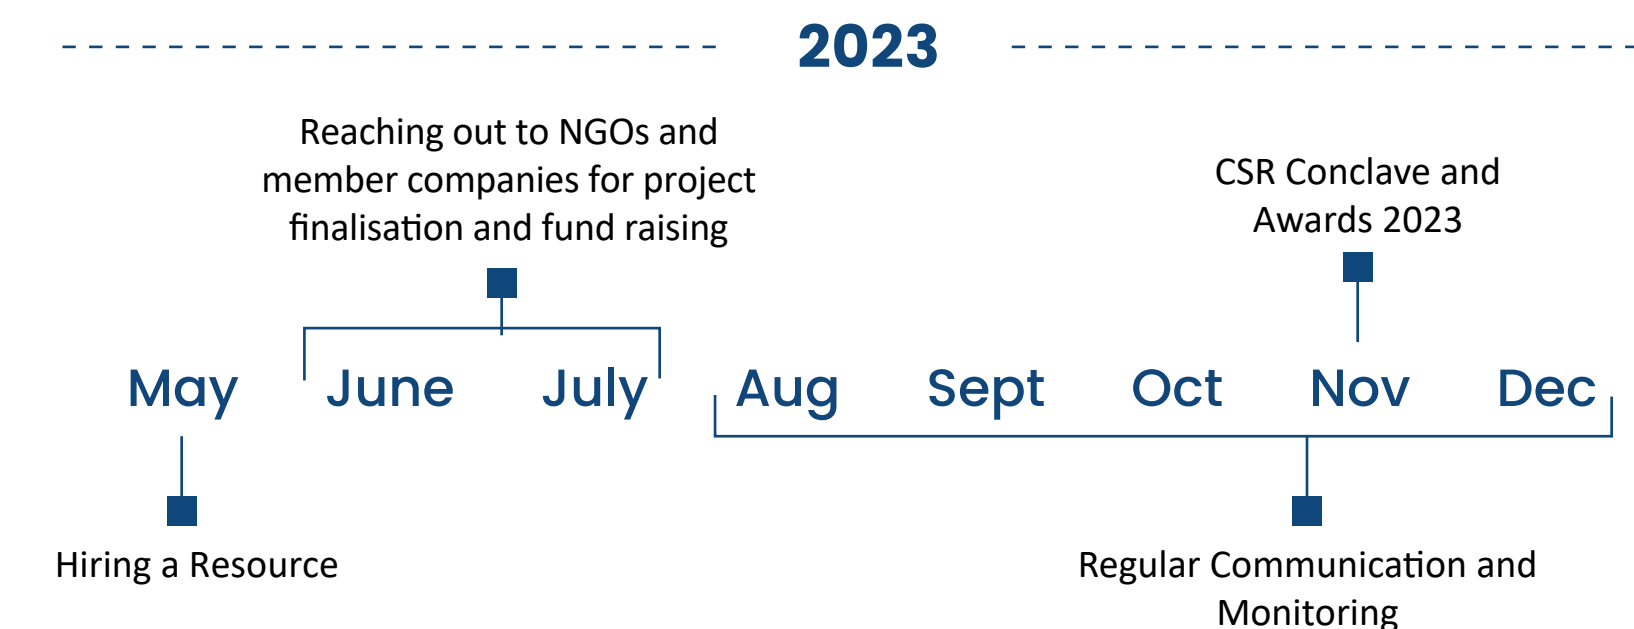 2023
Reaching out to NGOs and
member companies for project
finalisation and fund raising
CSR Conclave and
Awards 2023
May June July Aug Sept Oct Nov Dec
Hiring a Resource
Regular Communication and
Monitoring